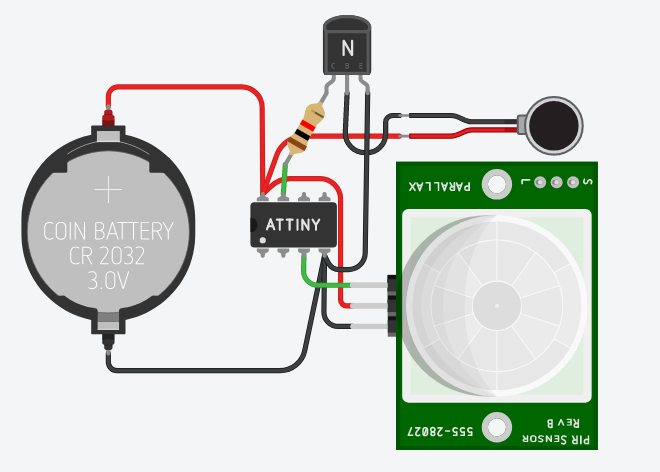 N
C B E
PARALLAX
L S
ATTINY
COIN BATTERY
CR 2032
3.0V
555-28027
PIR SENSOR
REV B